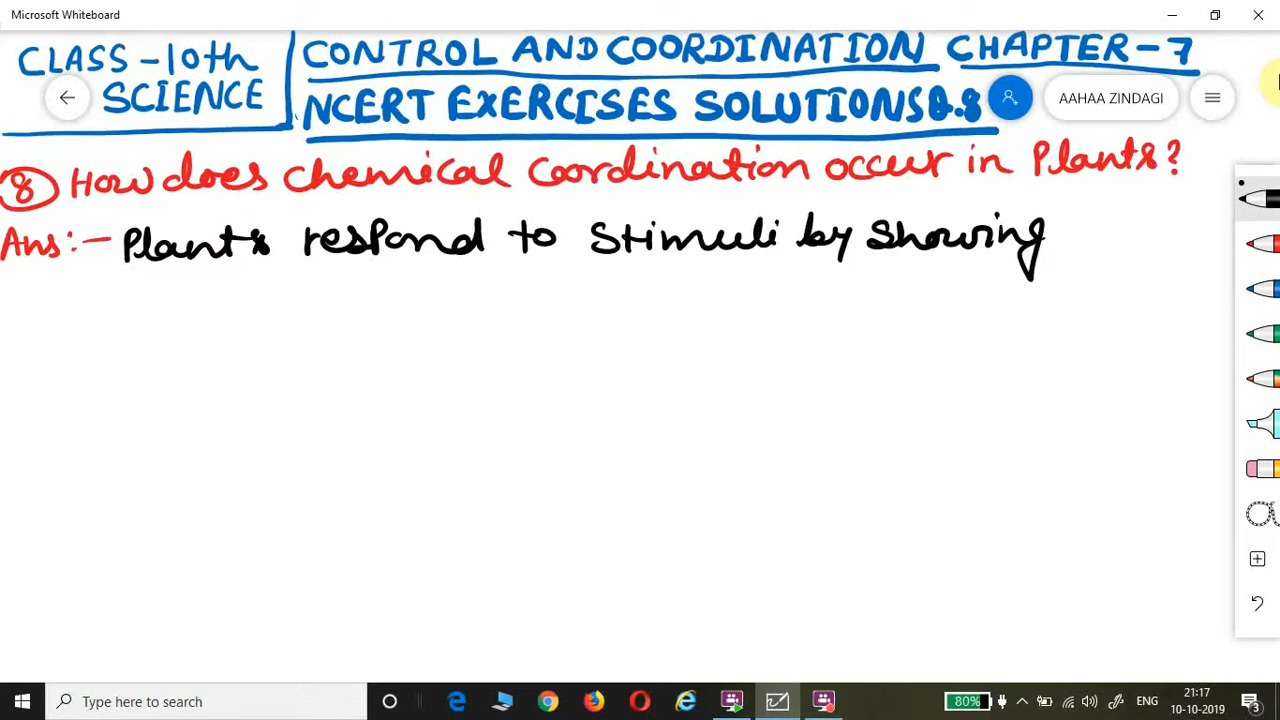 Microsoft Whiteboard
CLASS-10th
SCIENCE
CONTROL AND COORDINATION CHAPTER-7
NCERT EXERCISES SOLUTIONS Q.8
AAHAA ZINDAGI
8 How does chemical coordination occur in Plants?
Ans:- Plants respond to Stimuli by Showing
Type here to search
80%
ENG
21:17
10-10-2019
3